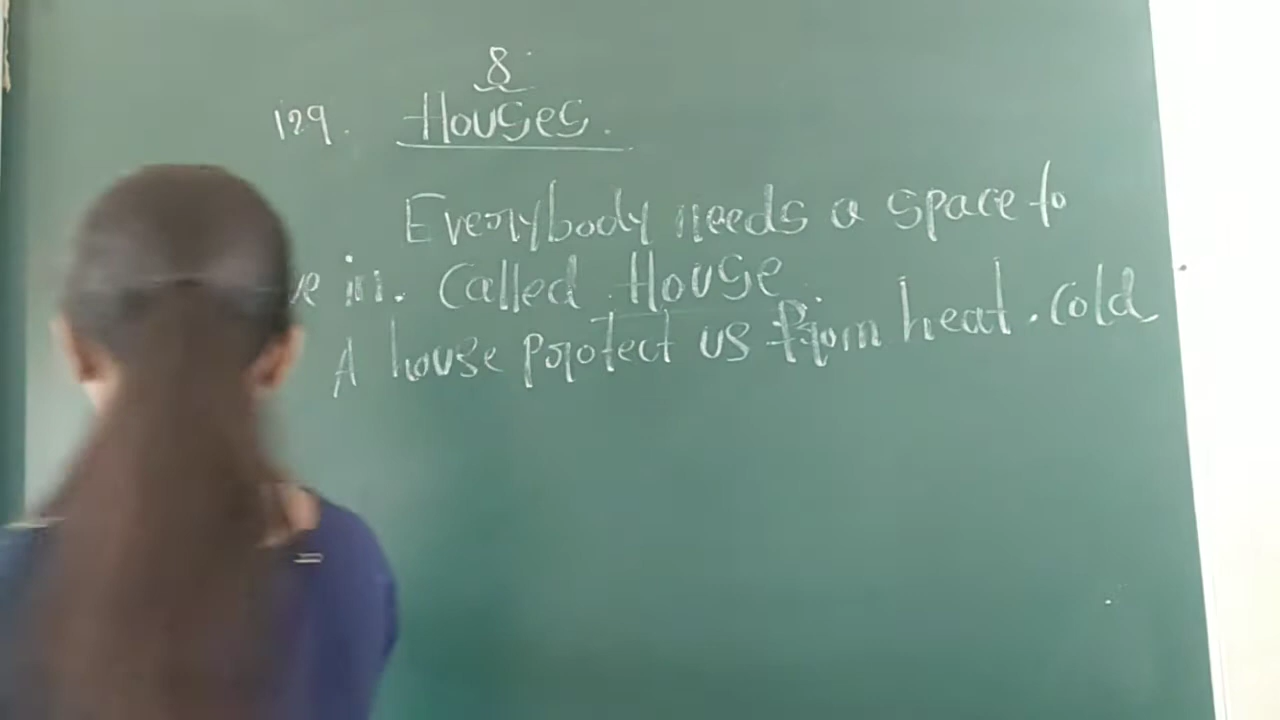 8
129. Houses.
Everybody needs a space to
in. Called House
A house protect us from heat. cold